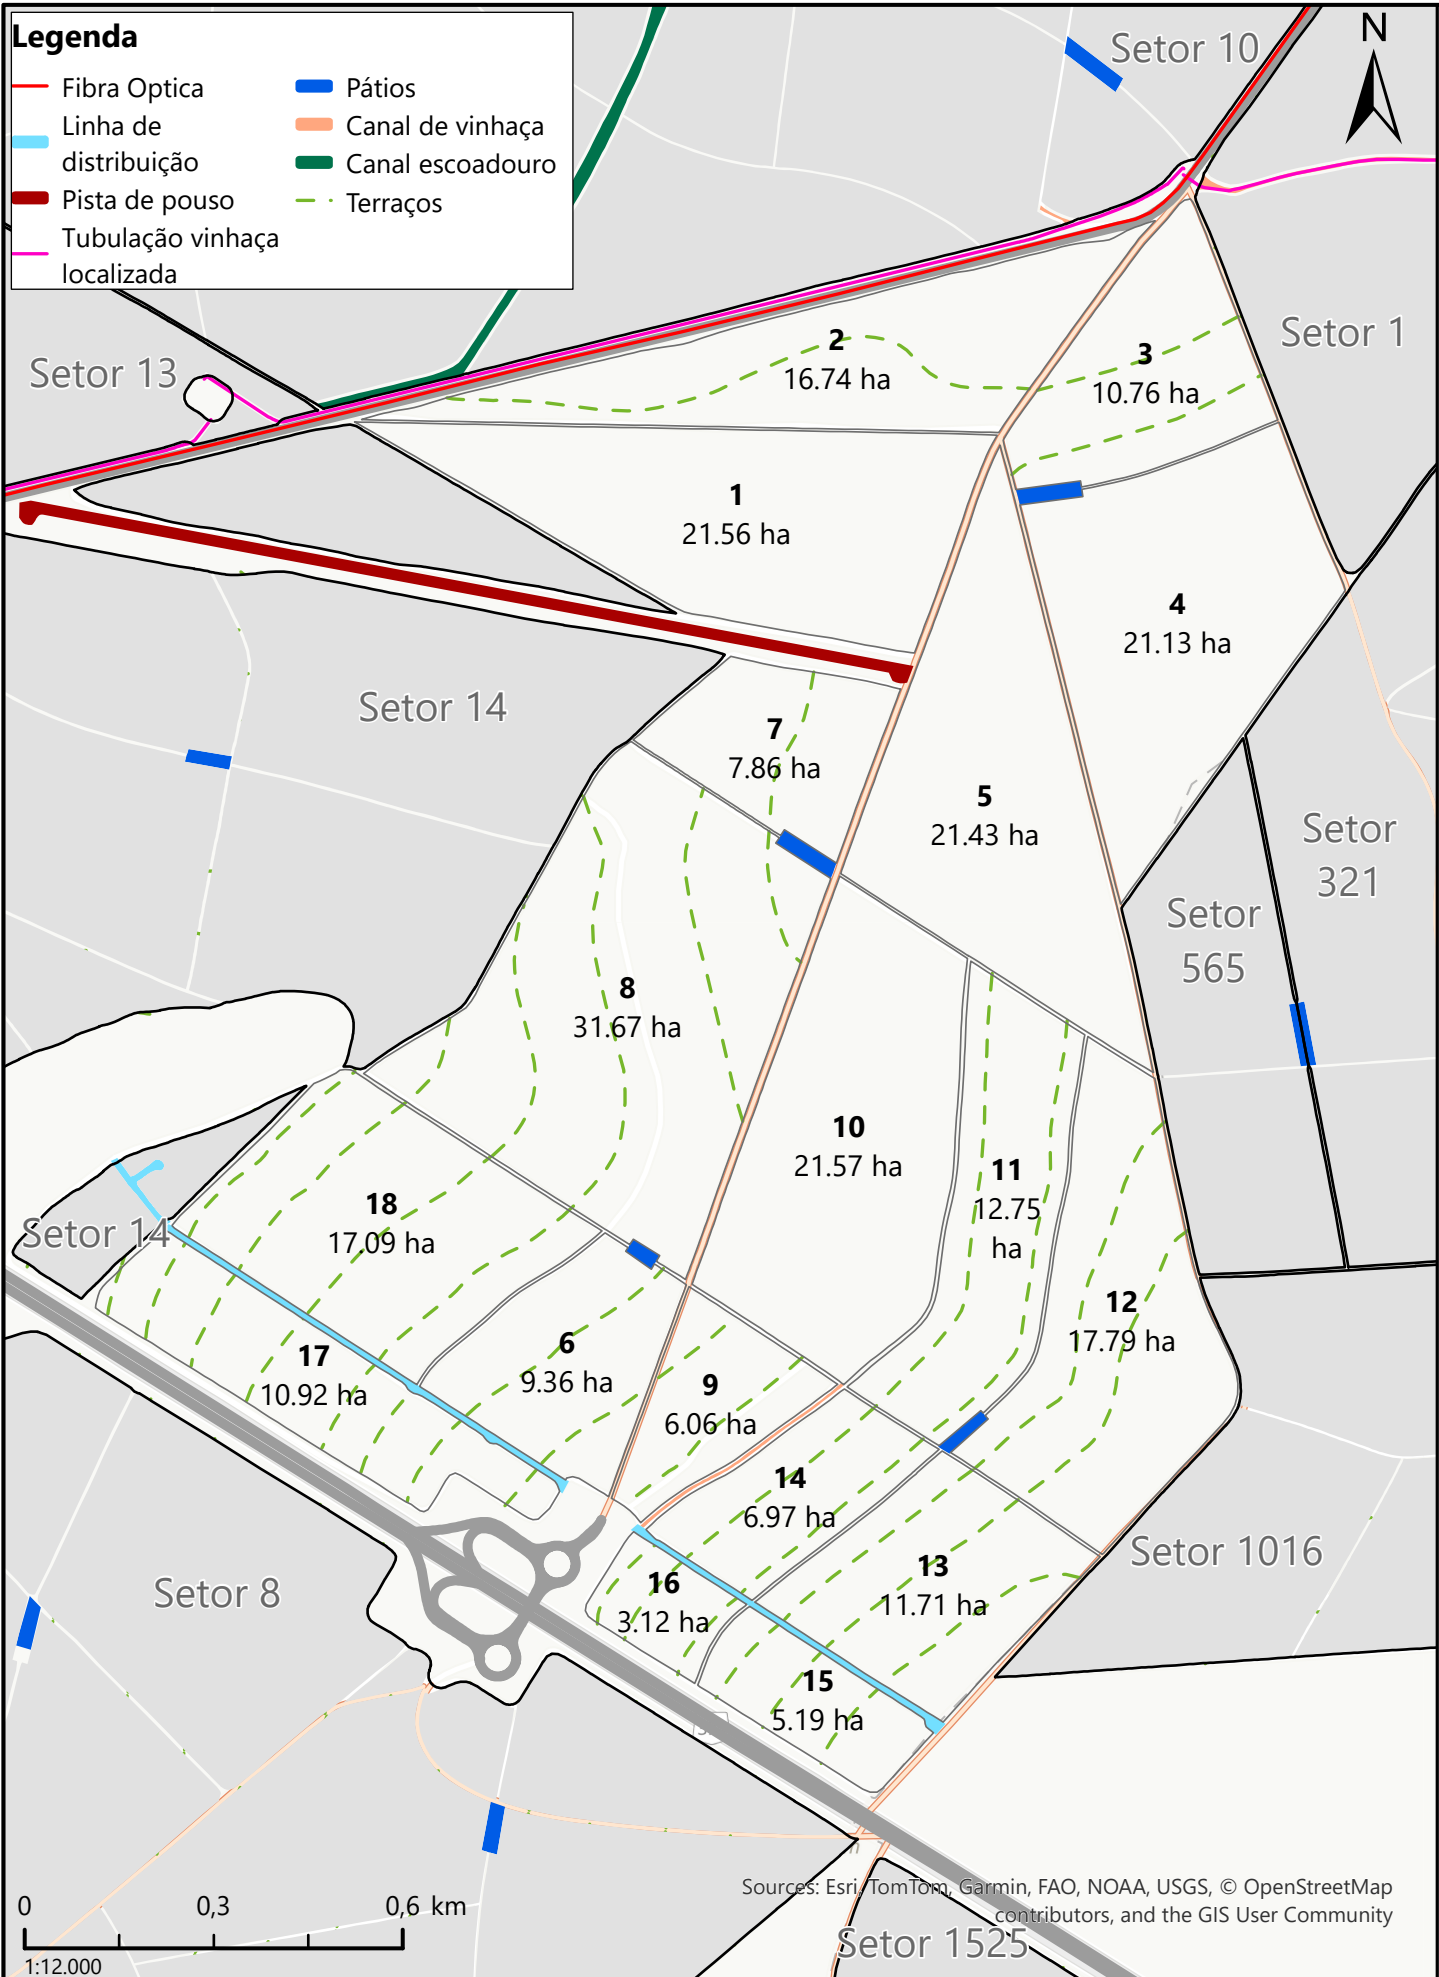 Legenda
Fibra Optica
Linha de
distribuição
Pista de pouso
Tubulação vinhaça
localizada
Pátios
Canal de vinhaça
Canal escoadouro
Terraços
N
Setor 10
Setor 1
Setor 13
2
16.74 ha
3
10.76 ha
1
21.56 ha
4
21.13 ha
Setor 14
7
7.86 ha
5
21.43 ha
Setor
321
Setor
565
8
31.67 ha
10
21.57 ha
11
12.75
ha
18
17.09 ha
Setor 14
12
17.79 ha
6
9.36 ha
17
10.92 ha
9
6.06 ha
14
6.97 ha
13
11.71 ha
Setor 1016
Setor 8
16
3.12 ha
15
5.19 ha
Sources: Esri, TomTom, Garmin, FAO, NOAA, USGS, © OpenStreetMap
contributors, and the GIS User Community
Setor 1525
0 0,3 0,6 km
1:12.000